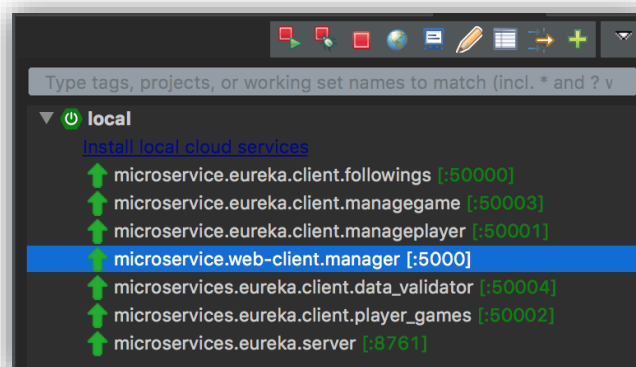 Type tags, projects, or working set names to match (incl. * and ? w
local
Install local cloud services
microservice.eureka.client.followings [:50000]
microservice.eureka.client.managegame [:50003]
microservice.eureka.client.manageplayer [:50001]
microservice.web-client.manager [:5000]
microservices.eureka.client.data_validator [:50004]
microservices.eureka.client.player_games [:50002]
microservices.eureka.server [:8761]